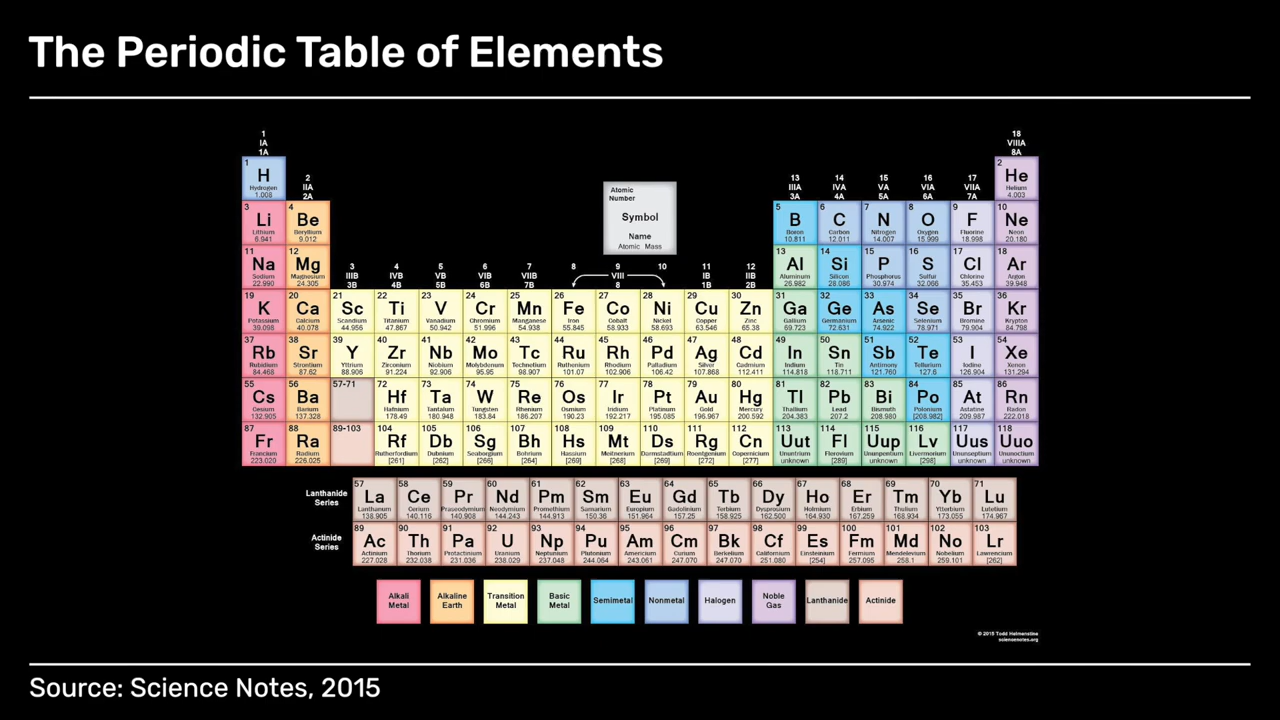 The Periodic Table of Elements
1
IA
1A
18
VIIIA
8A
2
IIA
2A
13
IIIA
3A
14
IVA
4A
15
VA
5A
16
VIA
6A
17
VIIA
7A
3
IIIB
3B
4
IVB
4B
5
VB
5B
6
VIB
6B
7
VIIB
7B
8 9 10
VIII
8
11
IB
1B
12
IIB
2B
Atomic
Number
Symbol
Name
Atomic Mass
1 2
H He
Hydrogen Helium
1.008 4.003
3 4 5 6 7 8 9 10
Li Be B C N O F Ne
Lithium Beryllium Boron Carbon Nitrogen Oxygen Fluorine Neon
6.941 9.012 10.811 12.011 14.007 15.999 18.998 20.180
11 12 13 14 15 16 17 18
Na Mg Al Si P S Cl Ar
Sodium Magnesium Aluminum Silicon Phosphorus Sulfur Chlorine Argon
22.990 24.305 26.982 28.086 30.974 32.066 35.453 39.948
19 20 21 22 23 24 25 26 27 28 29 30 31 32 33 34 35 36
K Ca Sc Ti V Cr Mn Fe Co Ni Cu Zn Ga Ge As Se Br Kr
Potassium Calcium Scandium Titanium Vanadium Chromium Manganese Iron Cobalt Nickel Copper Zinc Gallium Germanium Arsenic Selenium Bromine Krypton
39.098 40.078 44.956 47.867 50.942 51.996 54.938 55.845 58.933 58.693 63.546 65.38 69.723 72.631 74.922 78.971 79.904 84.798
37 38 39 40 41 42 43 44 45 46 47 48 49 50 51 52 53 54
Rb Sr Y Zr Nb Mo Tc Ru Rh Pd Ag Cd In Sn Sb Te I Xe
Rubidium Strontium Yttrium Zirconium Niobium Molybdenum Technetium Ruthenium Rhodium Palladium Silver Cadmium Indium Tin Antimony Tellurium Iodine Xenon
84.468 87.62 88.906 91.224 92.906 95.95 98.907 101.07 102.906 106.42 107.868 112.411 114.818 118.711 121.760 127.6 126.904 131.294
55 56 57-71 72 73 74 75 76 77 78 79 80 81 82 83 84 85 86
Cs Ba Hf Ta W Re Os Ir Pt Au Hg Tl Pb Bi Po At Rn
Cesium Barium Hafnium Tantalum Tungsten Rhenium Osmium Iridium Platinum Gold Mercury Thallium Lead Bismuth Polonium Astatine Radon
132.905 137.328 178.49 180.948 183.84 186.207 190.23 192.217 195.085 196.967 200.592 204.383 207.2 208.980 [208.982] 209.987 222.018
87 88 89-103 104 105 106 107 108 109 110 111 112 113 114 115 116 117 118
Fr Ra Rf Db Sg Bh Hs Mt Ds Rg Cn Uut Fl Uup Lv Uus Uuo
Francium Radium Rutherfordium Dubnium Seaborgium Bohrium Hassium Meitnerium Darmstadtium Roentgenium Copernicium Ununtrium Flerovium Ununpentium Livermorium Ununseptium Ununoctium
223.020 226.025 [261] [262] [266] [264] [269] [268] [269] [272] [277] unknown [289] unknown [298] unknown unknown
Lanthanide
Series
57 58 59 60 61 62 63 64 65 66 67 68 69 70 71
La Ce Pr Nd Pm Sm Eu Gd Tb Dy Ho Er Tm Yb Lu
Lanthanum Cerium Praseodymium Neodymium Promethium Samarium Europium Gadolinium Terbium Dysprosium Holmium Erbium Thulium Ytterbium Lutetium
138.905 140.116 140.908 144.243 144.913 150.36 151.964 157.25 158.925 162.500 164.930 167.259 168.934 173.055 174.967
Actinide
Series
89 90 91 92 93 94 95 96 97 98 99 100 101 102 103
Ac Th Pa U Np Pu Am Cm Bk Cf Es Fm Md No Lr
Actinium Thorium Protactinium Uranium Neptunium Plutonium Americium Curium Berkelium Californium Einsteinium Fermium Mendelevium Nobelium Lawrencium
227.028 232.038 231.036 238.029 237.048 244.064 243.061 247.070 247.070 251.080 [254] 257.095 258.1 259.101 [262]
Alkali
Metal
Alkaline
Earth
Transition
Metal
Basic
Metal
Semimetal
Nonmetal
Halogen
Noble
Gas
Lanthanide
Actinide
© 2015 Todd Helmenstine
sciencenotes.org
Source: Science Notes, 2015